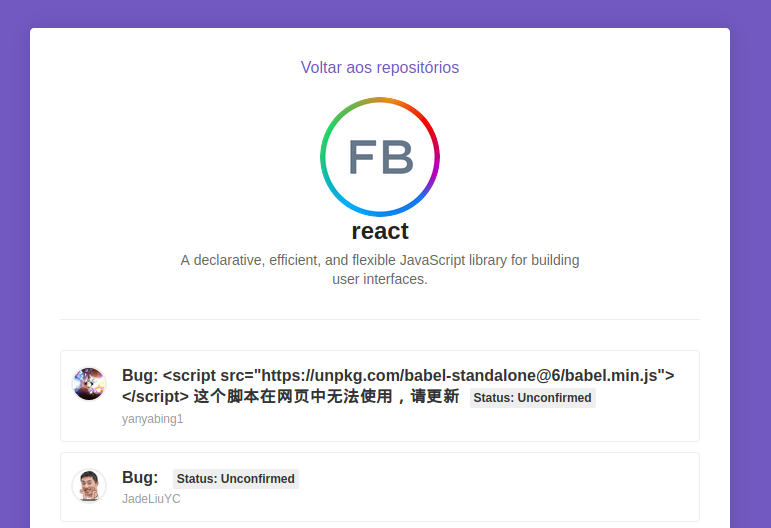 Voltar aos repositórios
FB
react
A declarative, efficient, and flexible JavaScript library for building
user interfaces.
Bug: <script src="https://unpkg.com/babel-standalone@6/babel.min.js">
</script> 这个脚本在网页中无法使用，请更新 Status: Unconfirmed
yanyabing1
Bug: Status: Unconfirmed
JadeLiuYC